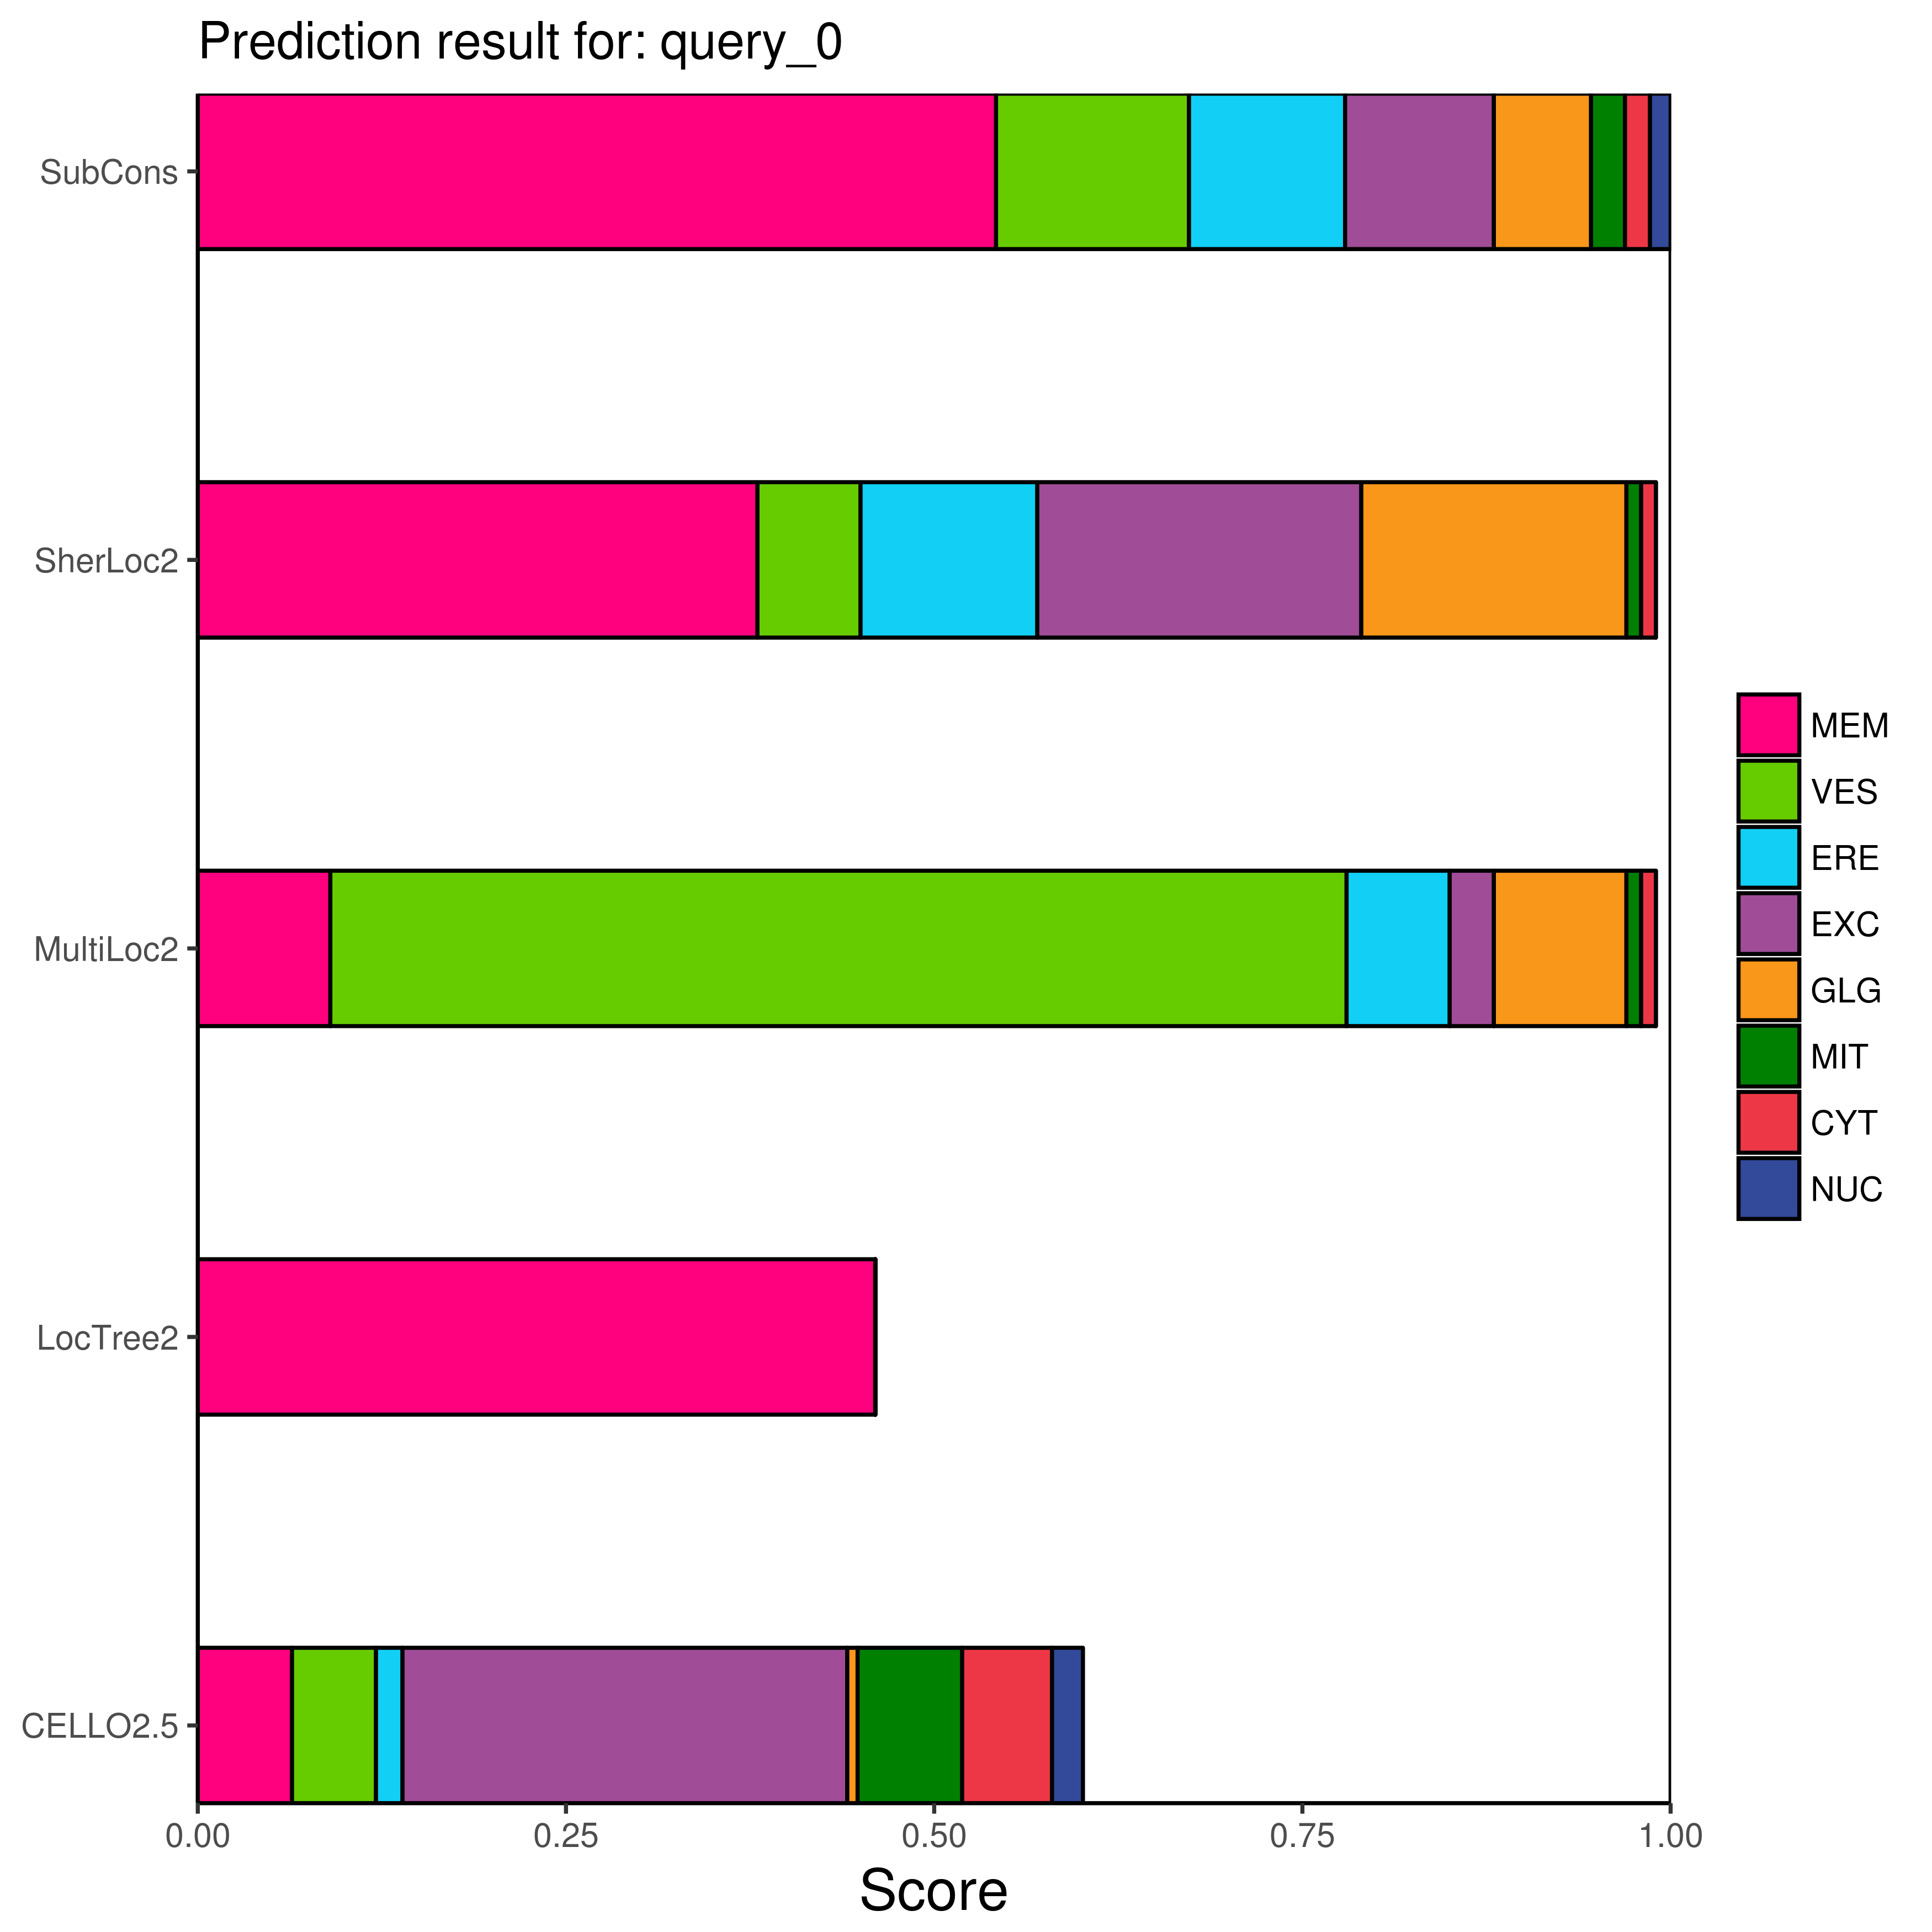 Prediction result for: query_0
SubCons
SherLoc2
MultiLoc2
LocTree2
CELLO2.5
0.00 0.25 0.50 0.75 1.00
Score
MEM
VES
ERE
EXC
GLG
MIT
CYT
NUC